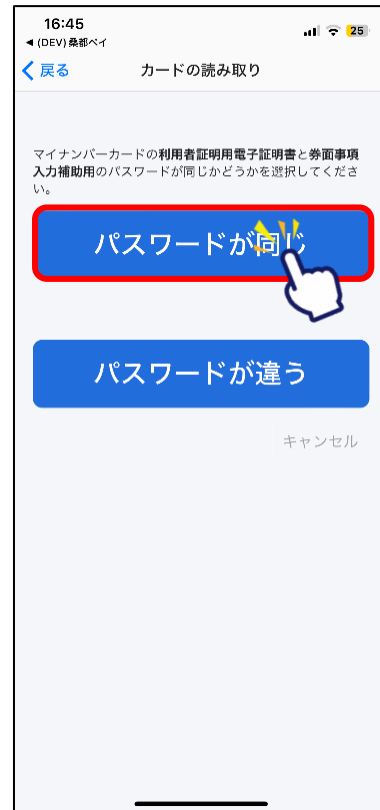 16:45
25
◀ (DEV)桑都ペイ
戻る
カードの読み取り
マイナンバーカードの利用者証明用電子証明書と券面事項
入力補助用のパスワードが同じかどうかを選択してくださ
い。
パスワードが同じ
パスワードが違う
キャンセル